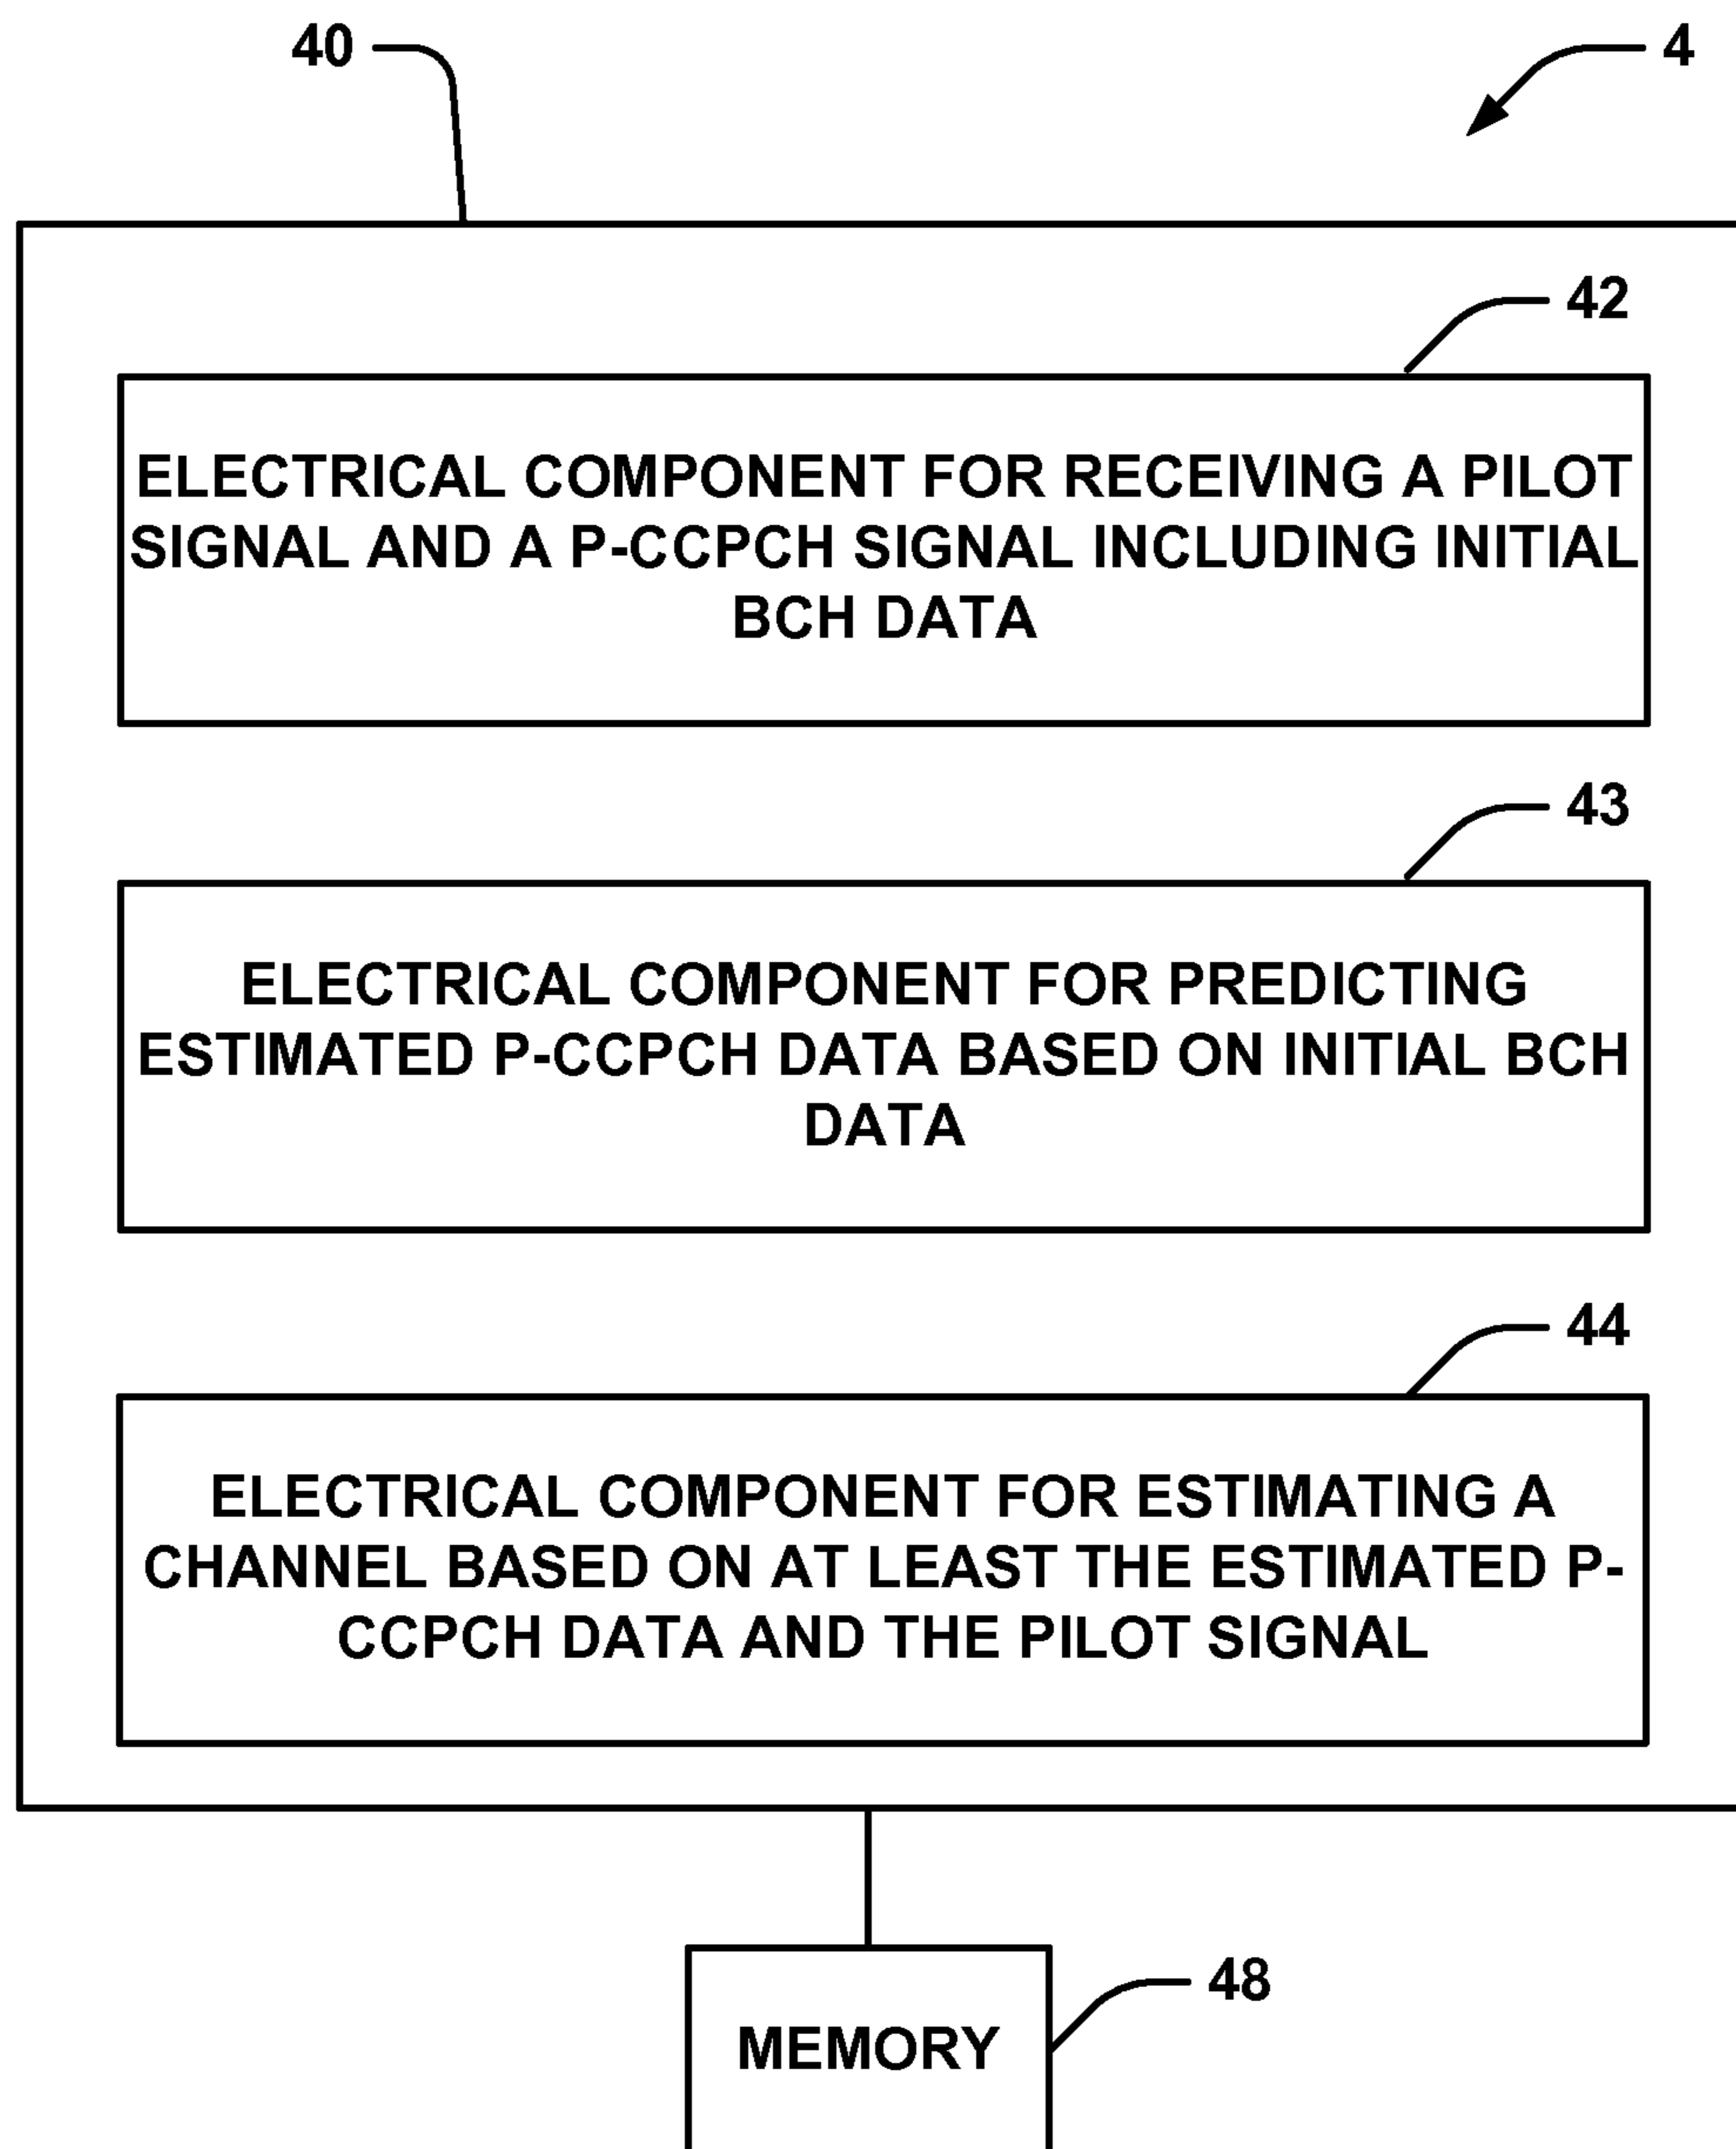 40
4
42
ELECTRICAL COMPONENT FOR RECEIVING A PILOT
SIGNAL AND A P-CCPCH SIGNAL INCLUDING INITIAL
BCH DATA
43
ELECTRICAL COMPONENT FOR PREDICTING
ESTIMATED P-CCPCH DATA BASED ON INITIAL BCH
DATA
44
ELECTRICAL COMPONENT FOR ESTIMATING A
CHANNEL BASED ON AT LEAST THE ESTIMATED P-
CCPCH DATA AND THE PILOT SIGNAL
48
MEMORY